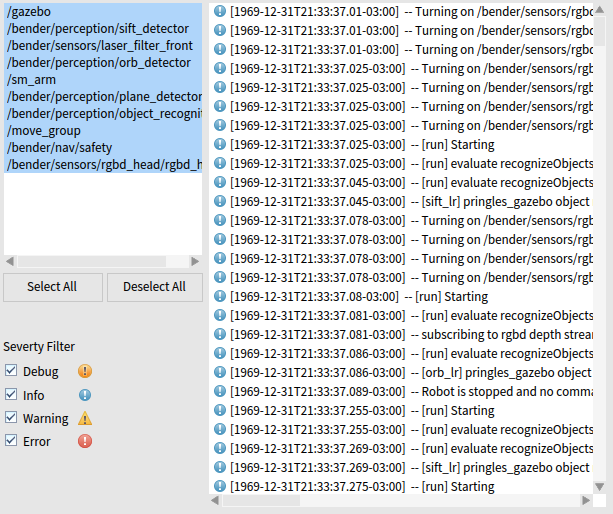 /gazebo
/bender/perception/sift_detector
/bender/sensors/laser_filter_front
/bender/perception/orb_detector
/sm_arm
/bender/perception/plane_detector
/bender/perception/object_recognit
/move_group
/bender/nav/safety
/bender/sensors/rgbd_head/rgbd_h
Select All
Deselect All
Severty Filter
Debug
Info
Warning
Error
[1969-12-31T21:33:37.01-03:00] -- Turning on /bender/sensors/rgbd
[1969-12-31T21:33:37.01-03:00] -- Turning on /bender/sensors/rgbd
[1969-12-31T21:33:37.01-03:00] -- Turning on /bender/sensors/rgbd
[1969-12-31T21:33:37.025-03:00] -- Turning on /bender/sensors/rgb
[1969-12-31T21:33:37.025-03:00] -- Turning on /bender/sensors/rgb
[1969-12-31T21:33:37.025-03:00] -- Turning on /bender/sensors/rgb
[1969-12-31T21:33:37.025-03:00] -- Turning on /bender/sensors/rgb
[1969-12-31T21:33:37.025-03:00] -- [run] Starting
[1969-12-31T21:33:37.025-03:00] -- [run] evaluate recognizeObjects
[1969-12-31T21:33:37.045-03:00] -- [run] evaluate recognizeObjects
[1969-12-31T21:33:37.045-03:00] -- [sift_lr] pringles_gazebo object
[1969-12-31T21:33:37.078-03:00] -- Turning on /bender/sensors/rgb
[1969-12-31T21:33:37.078-03:00] -- Turning on /bender/sensors/rgb
[1969-12-31T21:33:37.078-03:00] -- Turning on /bender/sensors/rgb
[1969-12-31T21:33:37.078-03:00] -- Turning on /bender/sensors/rgb
[1969-12-31T21:33:37.08-03:00] -- [run] Starting
[1969-12-31T21:33:37.081-03:00] -- [run] evaluate recognizeObjects
[1969-12-31T21:33:37.081-03:00] -- subscribing to rgbd depth strea
[1969-12-31T21:33:37.086-03:00] -- [run] evaluate recognizeObjects
[1969-12-31T21:33:37.086-03:00] -- [orb_lr] pringles_gazebo object
[1969-12-31T21:33:37.089-03:00] -- Robot is stopped and no comma
[1969-12-31T21:33:37.255-03:00] -- [run] Starting
[1969-12-31T21:33:37.255-03:00] -- [run] evaluate recognizeObjects
[1969-12-31T21:33:37.269-03:00] -- [run] evaluate recognizeObjects
[1969-12-31T21:33:37.269-03:00] -- [sift_lr] pringles_gazebo object
[1969-12-31T21:33:37.275-03:00] -- [run] Starting